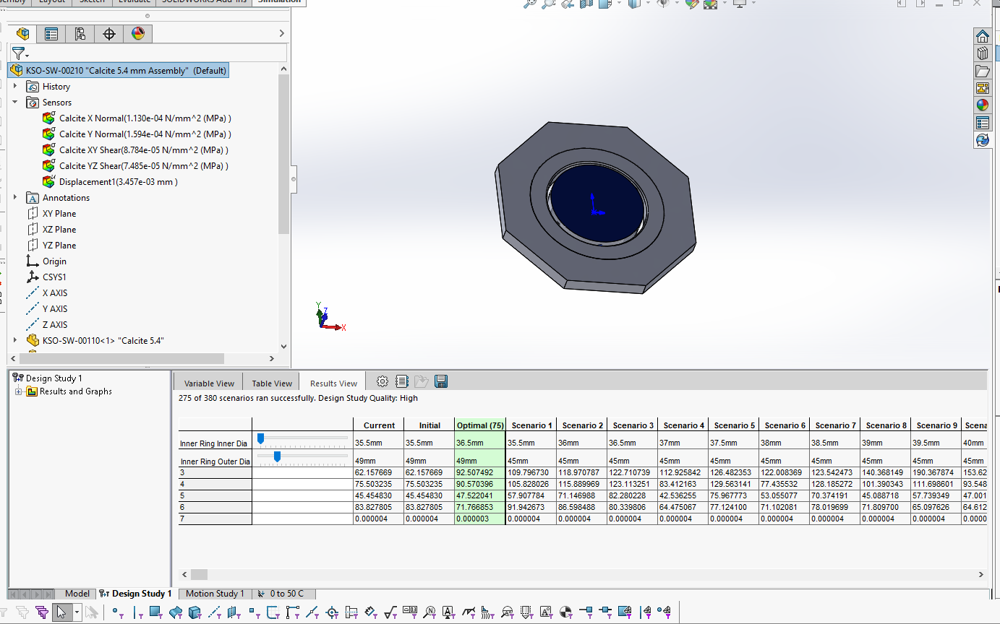 Layout Sketch Evaluate SOLIDWORKS Add-Ins Simulation
KSO-SW-00210 "Calcite 5.4 mm Assembly" (Default)
History
Sensors
Calcite X Normal(1.130e-04 N/mm^2 (MPa) )
Calcite Y Normal(1.594e-04 N/mm^2 (MPa) )
Calcite XY Shear(8.784e-05 N/mm^2 (MPa) )
Calcite YZ Shear(7.485e-05 N/mm^2 (MPa) )
Displacement1(3.457e-03 mm )
Annotations
XY Plane
XZ Plane
YZ Plane
Origin
CSYS1
X AXIS
Y AXIS
Z AXIS
KSO-SW-00110<1> "Calcite 5.4"
Y
Z
X
Design Study 1
Results and Graphs
Variable View Table View Results View
275 of 380 scenarios ran successfully. Design Study Quality: High
Current Initial Optimal (75) Scenario 1 Scenario 2 Scenario 3 Scenario 4 Scenario 5 Scenario 6 Scenario 7 Scenario 8 Scenario 9 Scena
Inner Ring Inner Dia 35.5mm 35.5mm 36.5mm 35.5mm 36mm 36.5mm 37mm 37.5mm 38mm 38.5mm 39mm 39.5mm 40mm
Inner Ring Outer Dia 49mm 49mm 49mm 45mm 45mm 45mm 45mm 45mm 45mm 45mm 45mm 45mm 45mm
3 62.157669 62.157669 92.507492 109.796730 118.970787 122.710739 112.925842 126.482353 122.008369 123.542473 140.368149 190.367874 153.62
4 75.503235 75.503235 90.570396 105.828026 115.889969 123.113251 83.412163 129.563141 77.435532 128.185272 101.390343 111.698601 93.548
5 45.454830 45.454830 47.522041 57.907784 71.146988 82.280228 42.536255 75.967773 53.055077 70.374191 45.088718 57.739349 47.001
6 83.827805 83.827805 71.766853 91.942673 86.598488 80.339806 64.475067 77.124100 71.102081 78.019699 71.809700 65.097626 64.612
7 0.000004 0.000004 0.000003 0.000004 0.000004 0.000004 0.000004 0.000004 0.000004 0.000004 0.000004 0.000004 0.0000
Model Design Study 1 Motion Study 1 0 to 50 C